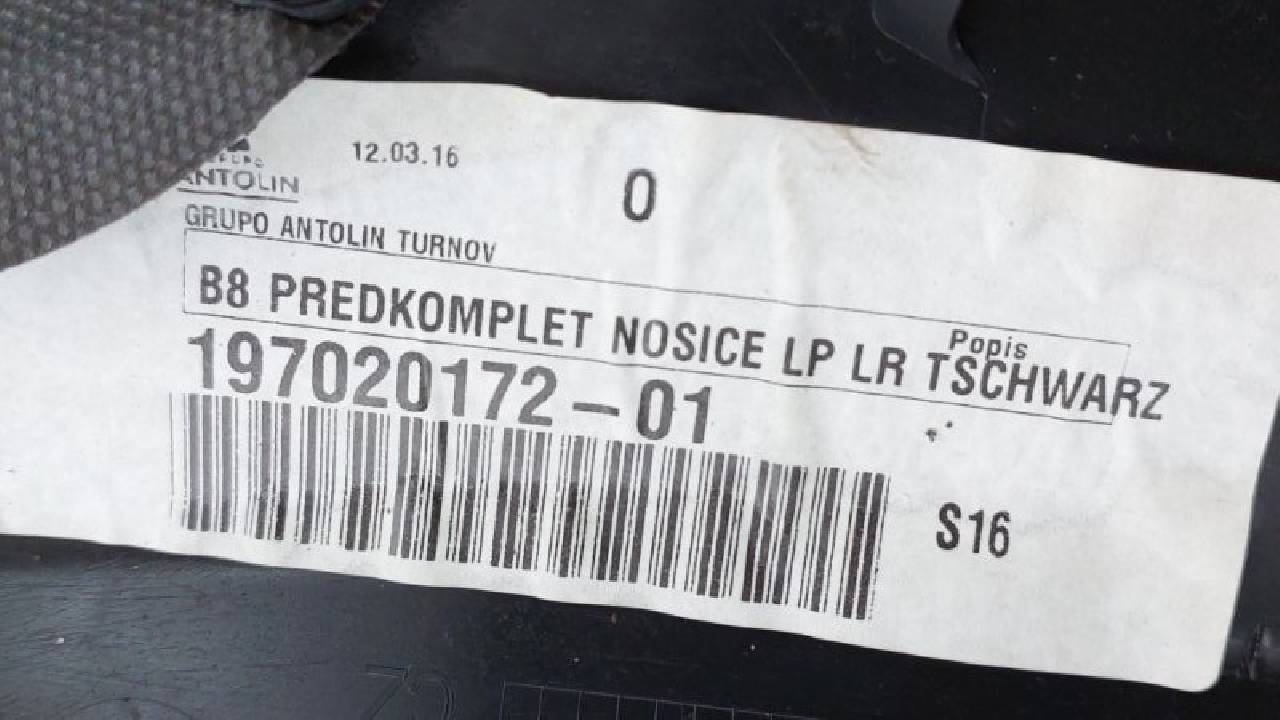 ANTOLIN
12.03.16
0
GRUPO ANTOLIN TURNOV
Popis
B8 PREDKOMPLET NOSICE LP LR TSCHWARZ
197020172-01
S16